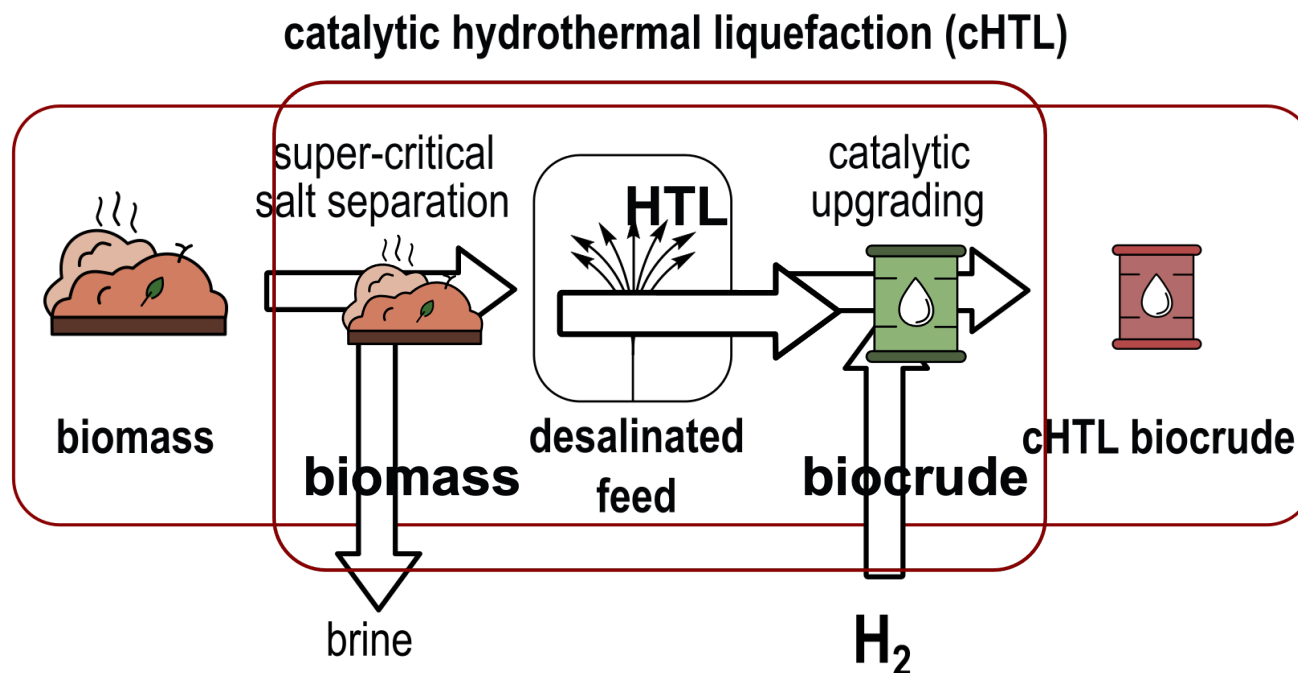 catalytic hydrothermal liquefaction (cHTL)
super-critical
salt separation
HTL
catalytic
upgrading
biomass
biomass
desalinated
feed
biocrude
cHTL biocrude
brine
H₂